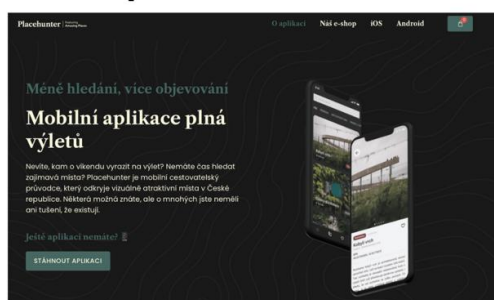 Placehunter
Amazing Places
O aplikaci
Náš e-shop
iOS
Android
Méně hledání, více objevování
Mobilní aplikace plná
výletů
Nevíte, kam o víkendu vyrazit na výlet? Nemáte čas hledat
zajímavá místa? Placehunter je mobilní cestovatelský
průvodce, který odkryje vizuálně atraktivní místa v České
republice. Některá možná znáte, ale o mnohých jste neměli
ani tušení, že existují.
Ještě aplikaci nemáte?
STÁHNOUT APLIKACI